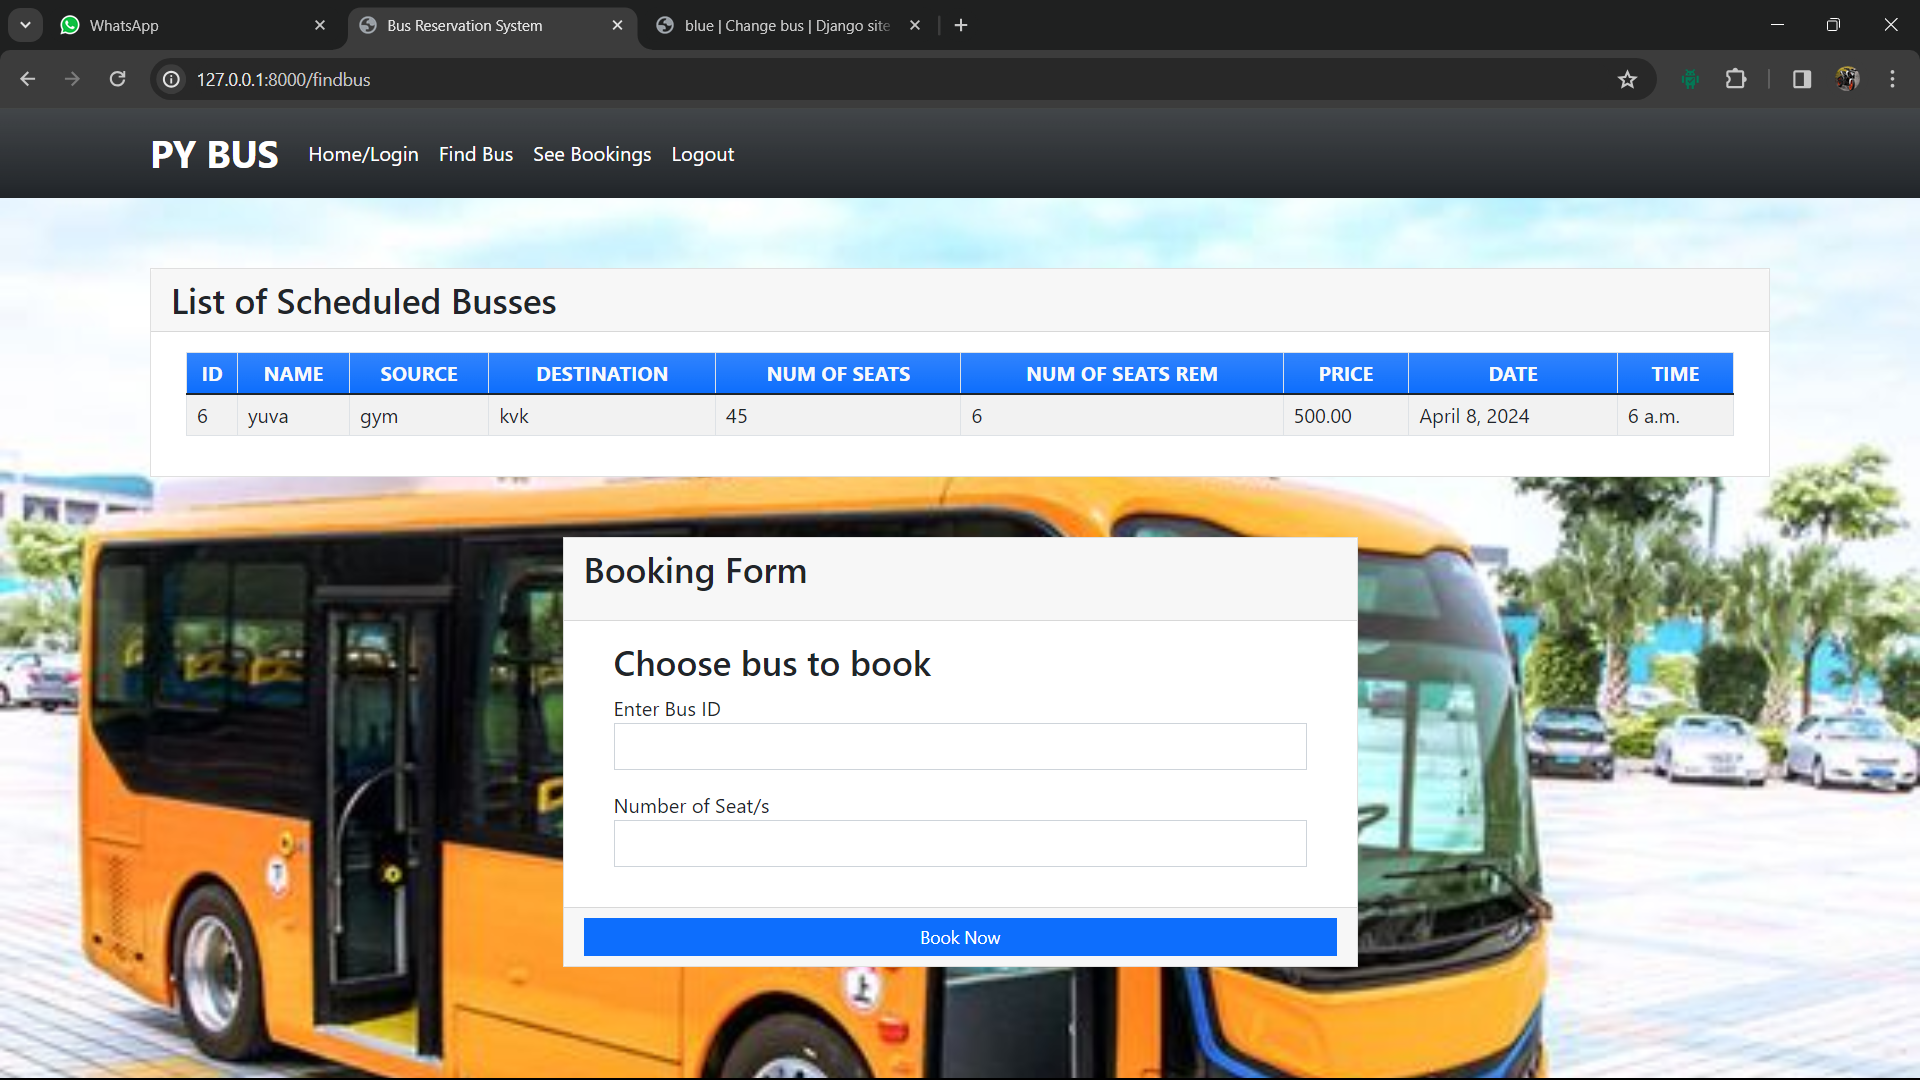 WhatsApp
Bus Reservation System
blue | Change bus | Django site
127.0.0.1:8000/findbus
PY BUS Home/Login Find Bus See Bookings Logout
List of Scheduled Busses
ID NAME SOURCE DESTINATION NUM OF SEATS NUM OF SEATS REM PRICE DATE TIME
6 yuva gym kvk 45 6 500.00 April 8, 2024 6 a.m.
Booking Form
Choose bus to book
Enter Bus ID
Number of Seat/s
Book Now